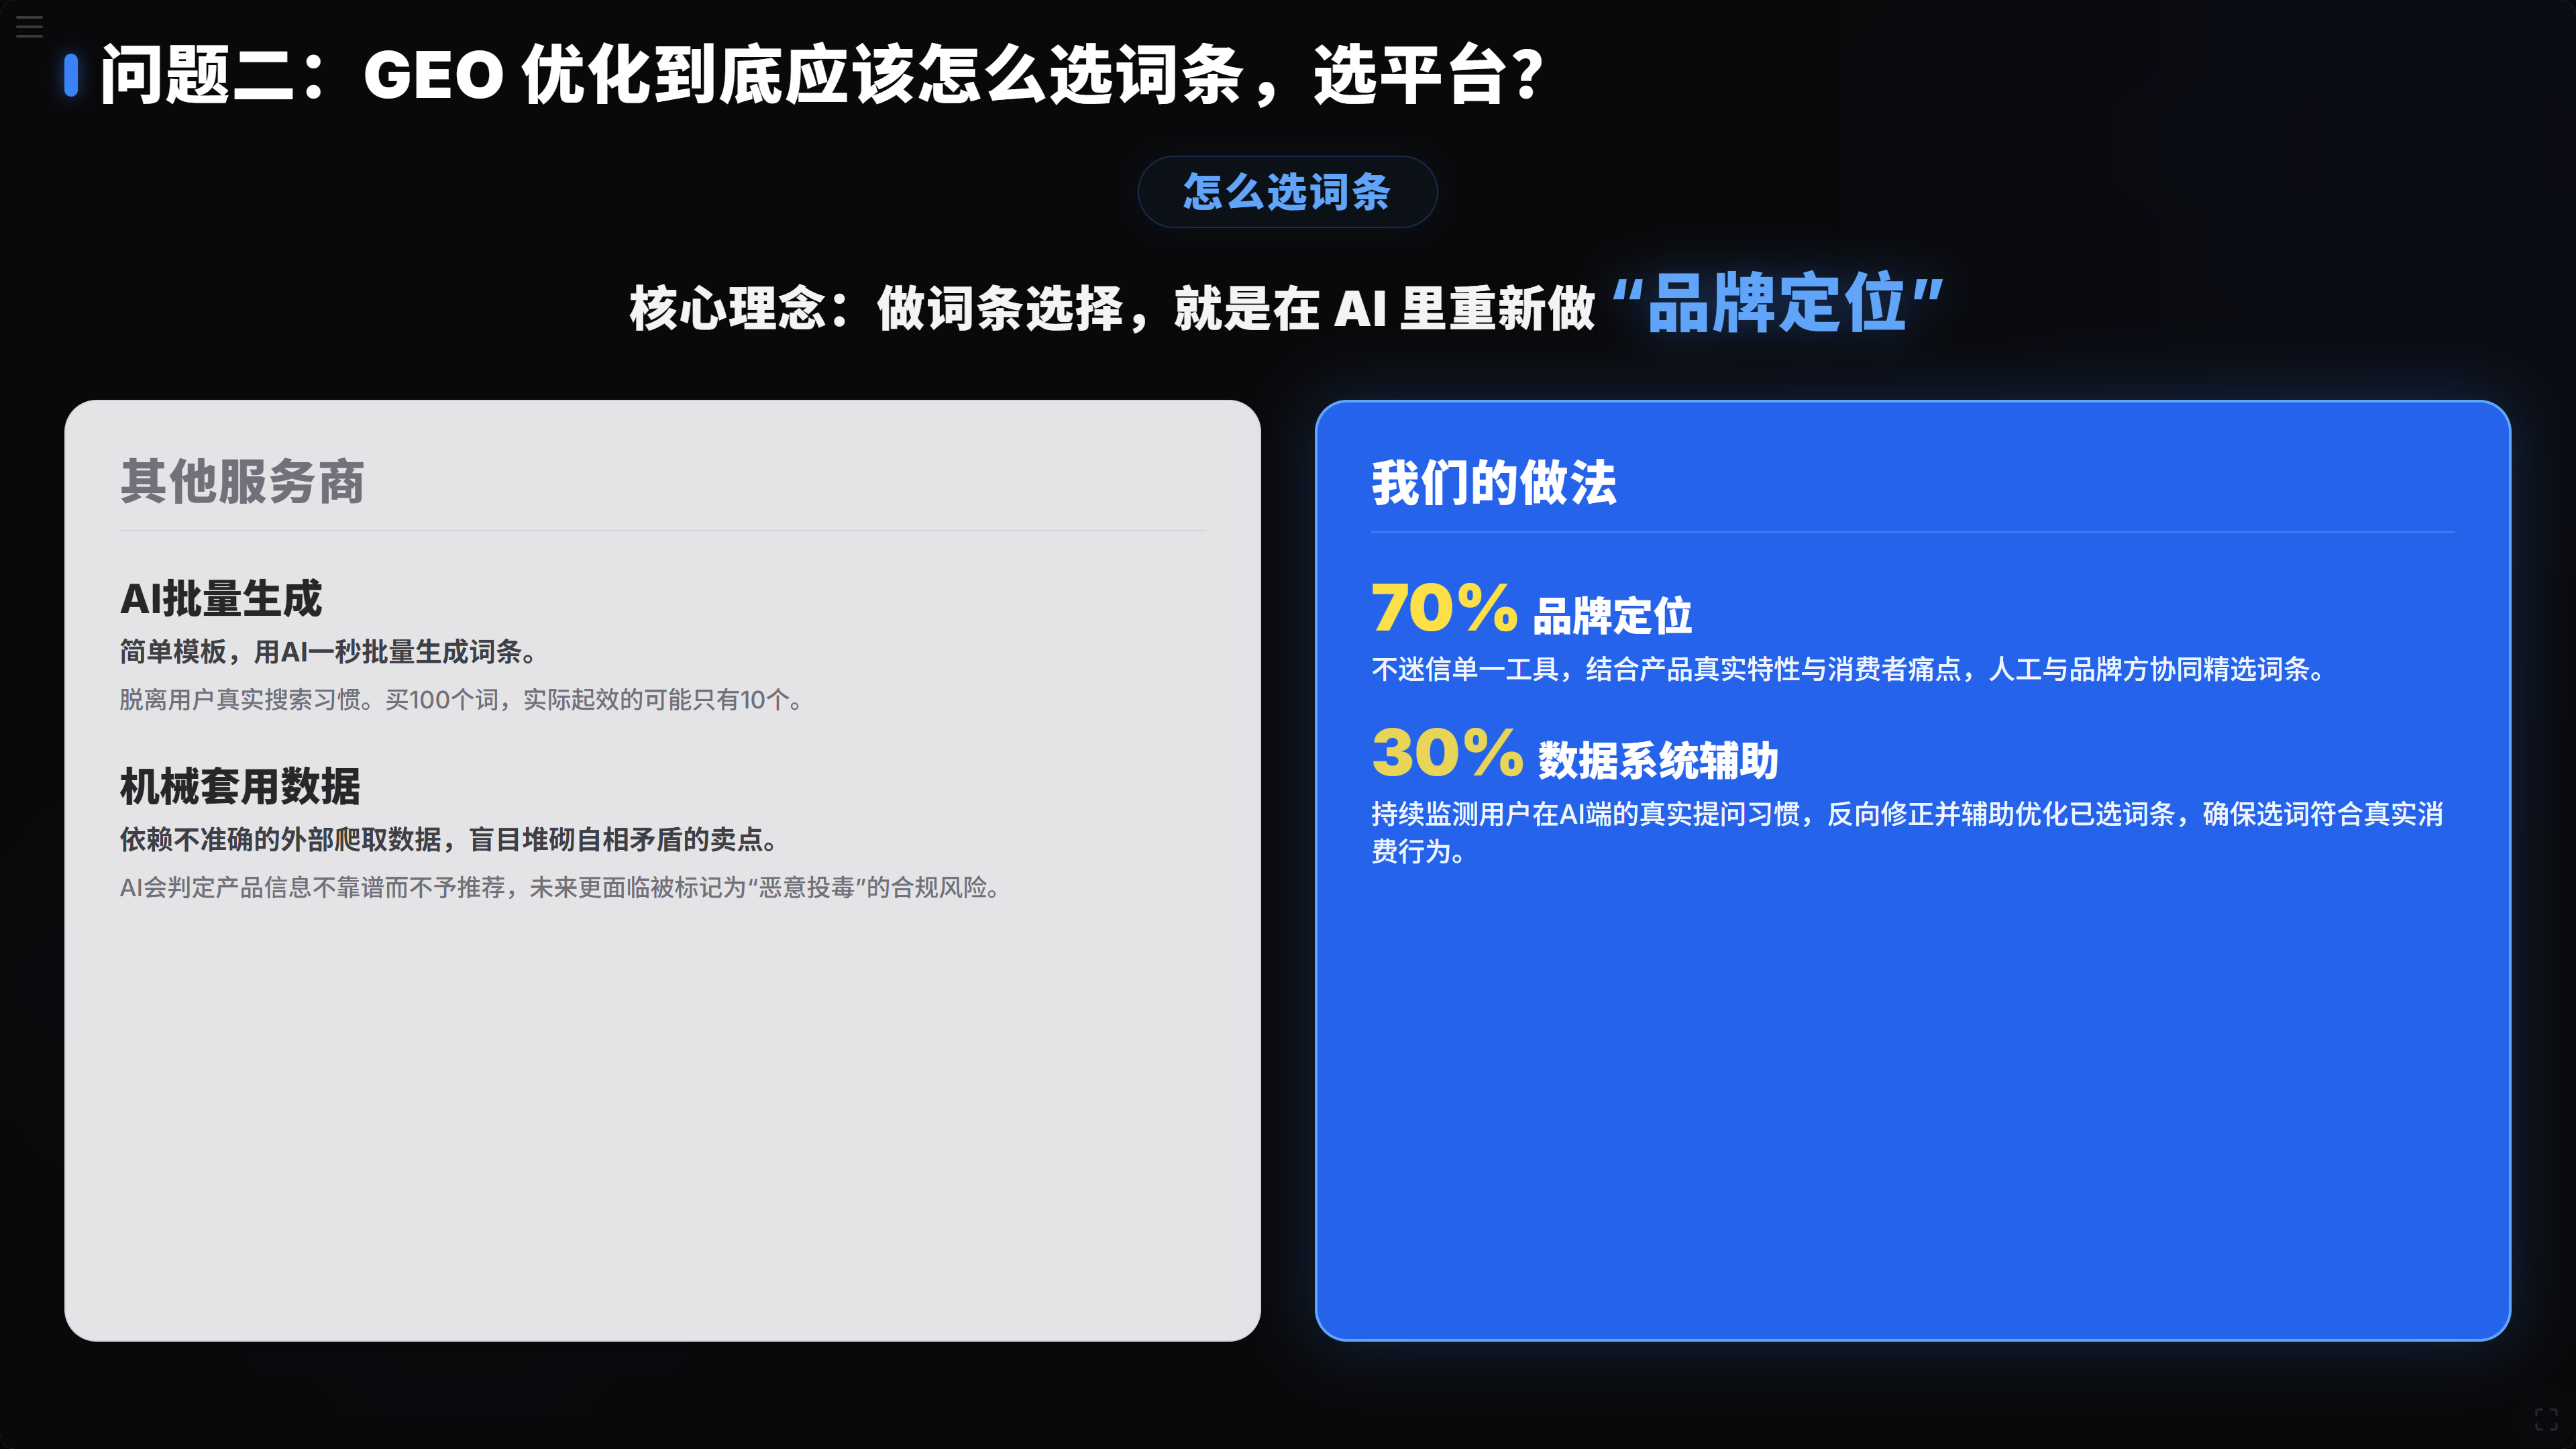 问题二：GEO 优化到底应该怎么选词条，选平台？
怎么选词条
核心理念：做词条选择，就是在 AI 里重新做 “品牌定位”
其他服务商
AI批量生成
简单模板，用AI一秒批量生成词条。
脱离用户真实搜索习惯。买100个词，实际起效的可能只有10个。
机械套用数据
依赖不准确的外部爬取数据，盲目堆砌自相矛盾的卖点。
AI会判定产品信息不靠谱而不予推荐，未来更面临被标记为“恶意投毒”的合规风险。
我们的做法
70% 品牌定位
不迷信单一工具，结合产品真实特性与消费者痛点，人工与品牌方协同精选词条。
30% 数据系统辅助
持续监测用户在AI端的真实提问习惯，反向修正并辅助优化已选词条，确保选词符合真实消
费行为。